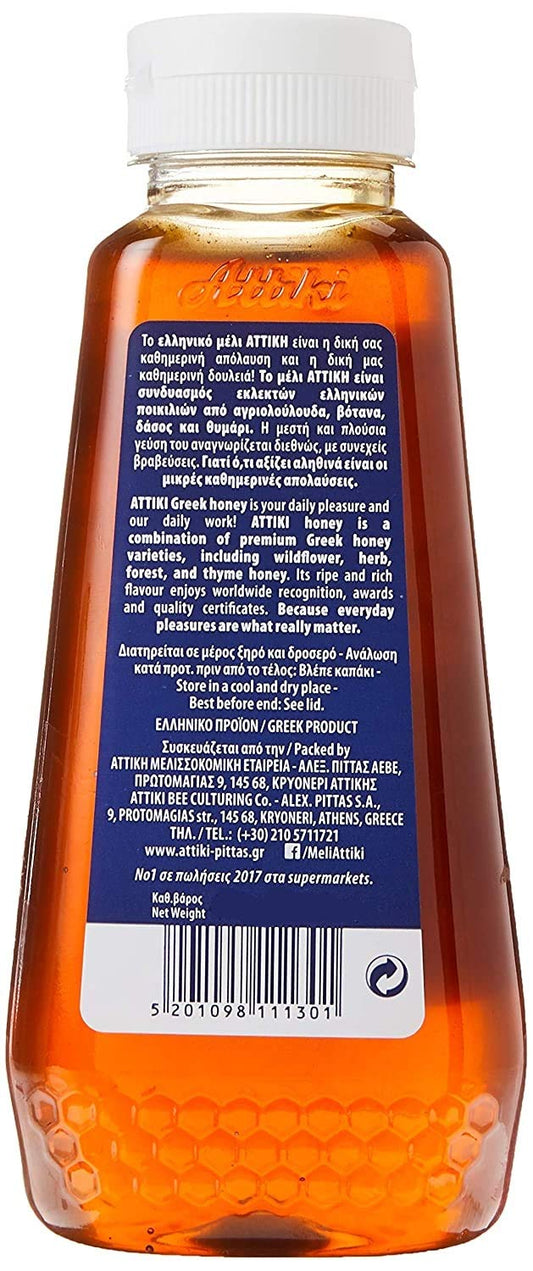 Attiki
Το ελληνικό μέλι ΑΤΤΙΚΗ είναι η δική σας
καθημερινή απόλαυση και η δική μας
καθημερινή δουλειά! Το μέλι ΑΤΤΙΚΗ είναι
συνδυασμός εκλεκτών ελληνικών
ποικιλιών από αγριολούλουδα, βότανα,
δάσος και θυμάρι. Η μεστή και πλούσια
γεύση του αναγνωρίζεται διεθνώς, με συνεχείς
βραβεύσεις. Γιατί ό,τι αξίζει αληθινά είναι οι
μικρές καθημερινές απολαύσεις.
ATTIKI Greek honey is your daily pleasure and
our daily work! ATTIKI honey is a
combination of premium Greek honey
varieties, including wildflower, herb,
forest, and thyme honey. Its ripe and rich
flavour enjoys worldwide recognition, awards
and quality certificates. Because everyday
pleasures are what really matter.
Διατηρείται σε μέρος ξηρό και δροσερό - Ανάλωση
κατά προτ. πριν από το τέλος: Βλέπε καπάκι -
Store in a cool and dry place -
Best before end: See lid.
ΕΛΛΗΝΙΚΟ ΠΡΟΪΟΝ / GREEK PRODUCT
Συσκευάζεται από την / Packed by
ΑΤΤΙΚΗ ΜΕΛΙΣΣΟΚΟΜΙΚΗ ΕΤΑΙΡΕΙΑ - ΑΛΕΞ. ΠΙΤΤΑΣ ΑΕΒΕ,
ΠΡΩΤΟΜΑΓΙΑΣ 9, 145 68, ΚΡΥΟΝΕΡΙ ΑΤΤΙΚΗΣ
ATTIKI BEE CULTURING Co. - ALEX. PITTAS S.A.,
9, PROTOMAGIAS str., 145 68, KRYONERI, ATHENS, GREECE
ΤΗΛ. / TEL.: (+30) 210 5711721
www.attiki-pittas.gr f/MeliAttiki
Νο1 σε πωλήσεις 2017 στα supermarkets.
Καθ.βάρος
Net Weight
5 201098 111301